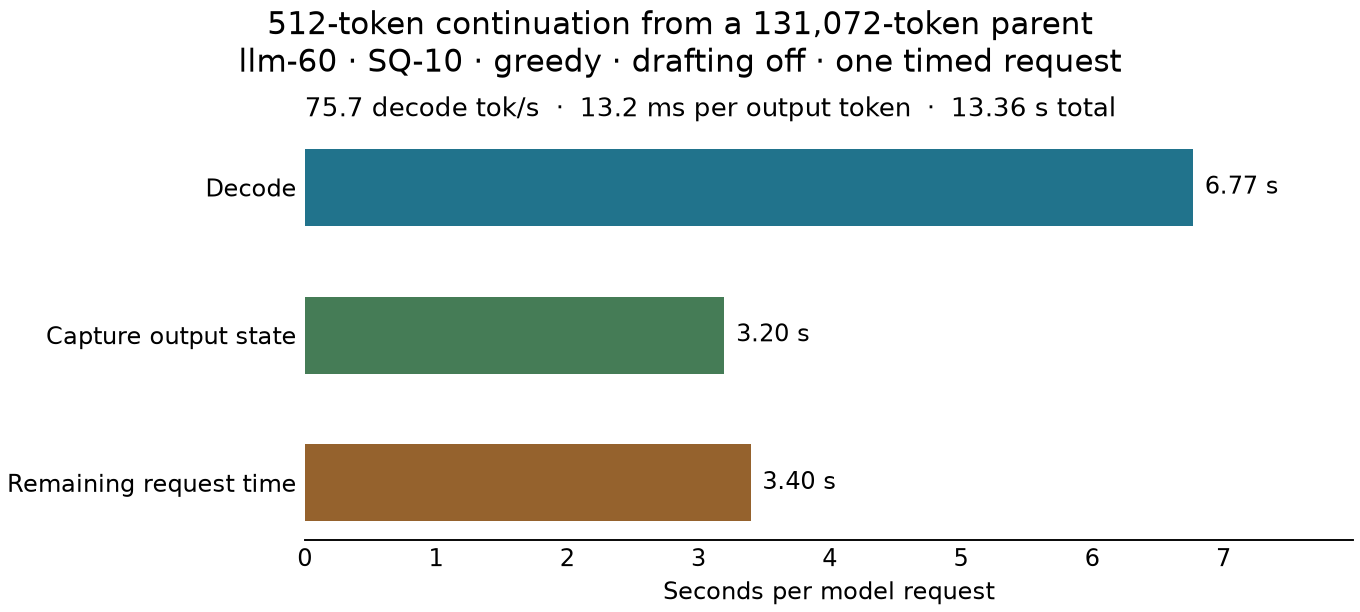 512-token continuation from a 131,072-token parent
llm-60 · SQ-10 · greedy · drafting off · one timed request
75.7 decode tok/s · 13.2 ms per output token · 13.36 s total
Decode
6.77 s
Capture output state
3.20 s
Remaining request time
3.40 s
0 1 2 3 4 5 6 7
Seconds per model request